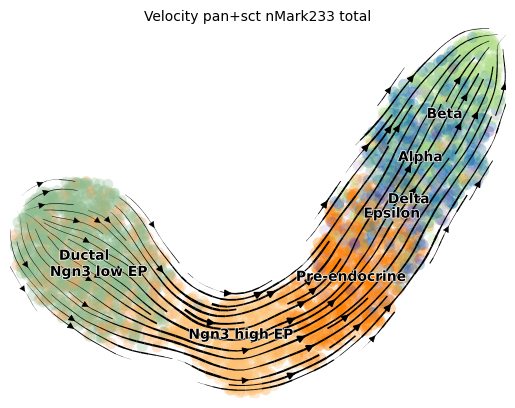 Velocity pan+sct nMark233 total
Beta
Alpha
Delta
Epsilon
Ductal
Ngn3 low EP
Pre-endocrine
Ngn3 high EP